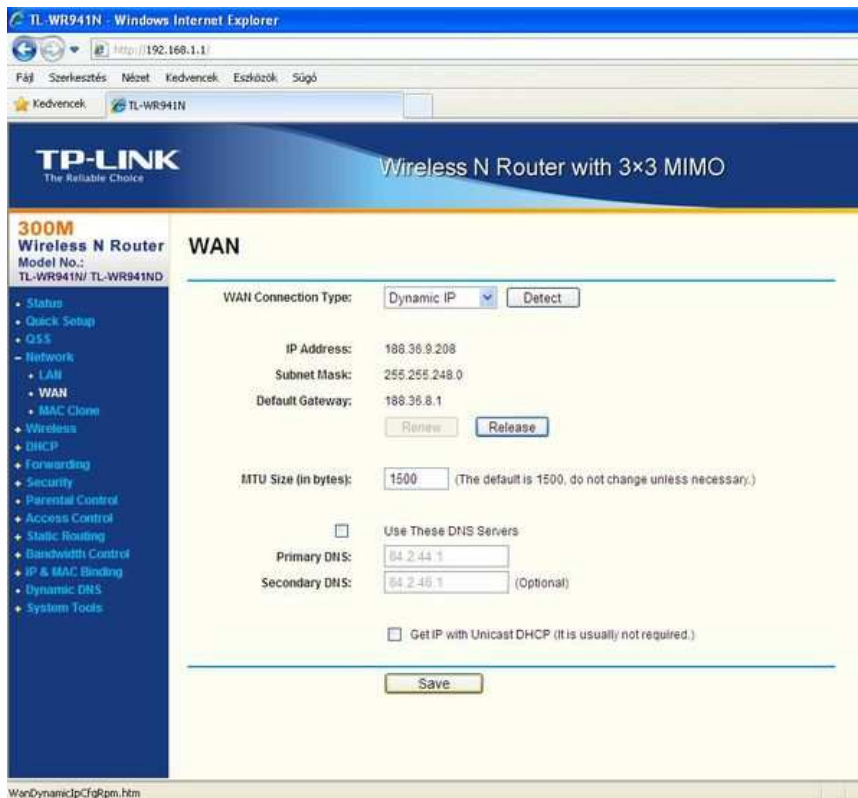 TL-WR941N - Windows Internet Explorer
http://192.168.1.1/
Fájl Szerkesztés Nézet Kedvencek Eszközök Súgó
Kedvencek TL-WR941N
TP-LINK
The Reliable Choice
Wireless N Router with 3×3 MIMO
300M
Wireless N Router
Model No.:
TL-WR941N/ TL-WR941ND
Status
Quick Setup
QSS
Network
LAN
WAN
MAC Clone
Wireless
DHCP
Forwarding
Security
Parental Control
Access Control
Static Routing
Bandwidth Control
IP & MAC Binding
Dynamic DNS
System Tools
WAN
WAN Connection Type: Dynamic IP Detect
IP Address: 188.36.9.208
Subnet Mask: 255.255.248.0
Default Gateway: 188.36.8.1
Renew Release
MTU Size (in bytes): 1500 (The default is 1500, do not change unless necessary.)
Use These DNS Servers
Primary DNS: 84.2.44.1
Secondary DNS: 84.2.46.1 (Optional)
Get IP with Unicast DHCP (It is usually not required.)
Save
WanDynamicIpCfgRpm.htm